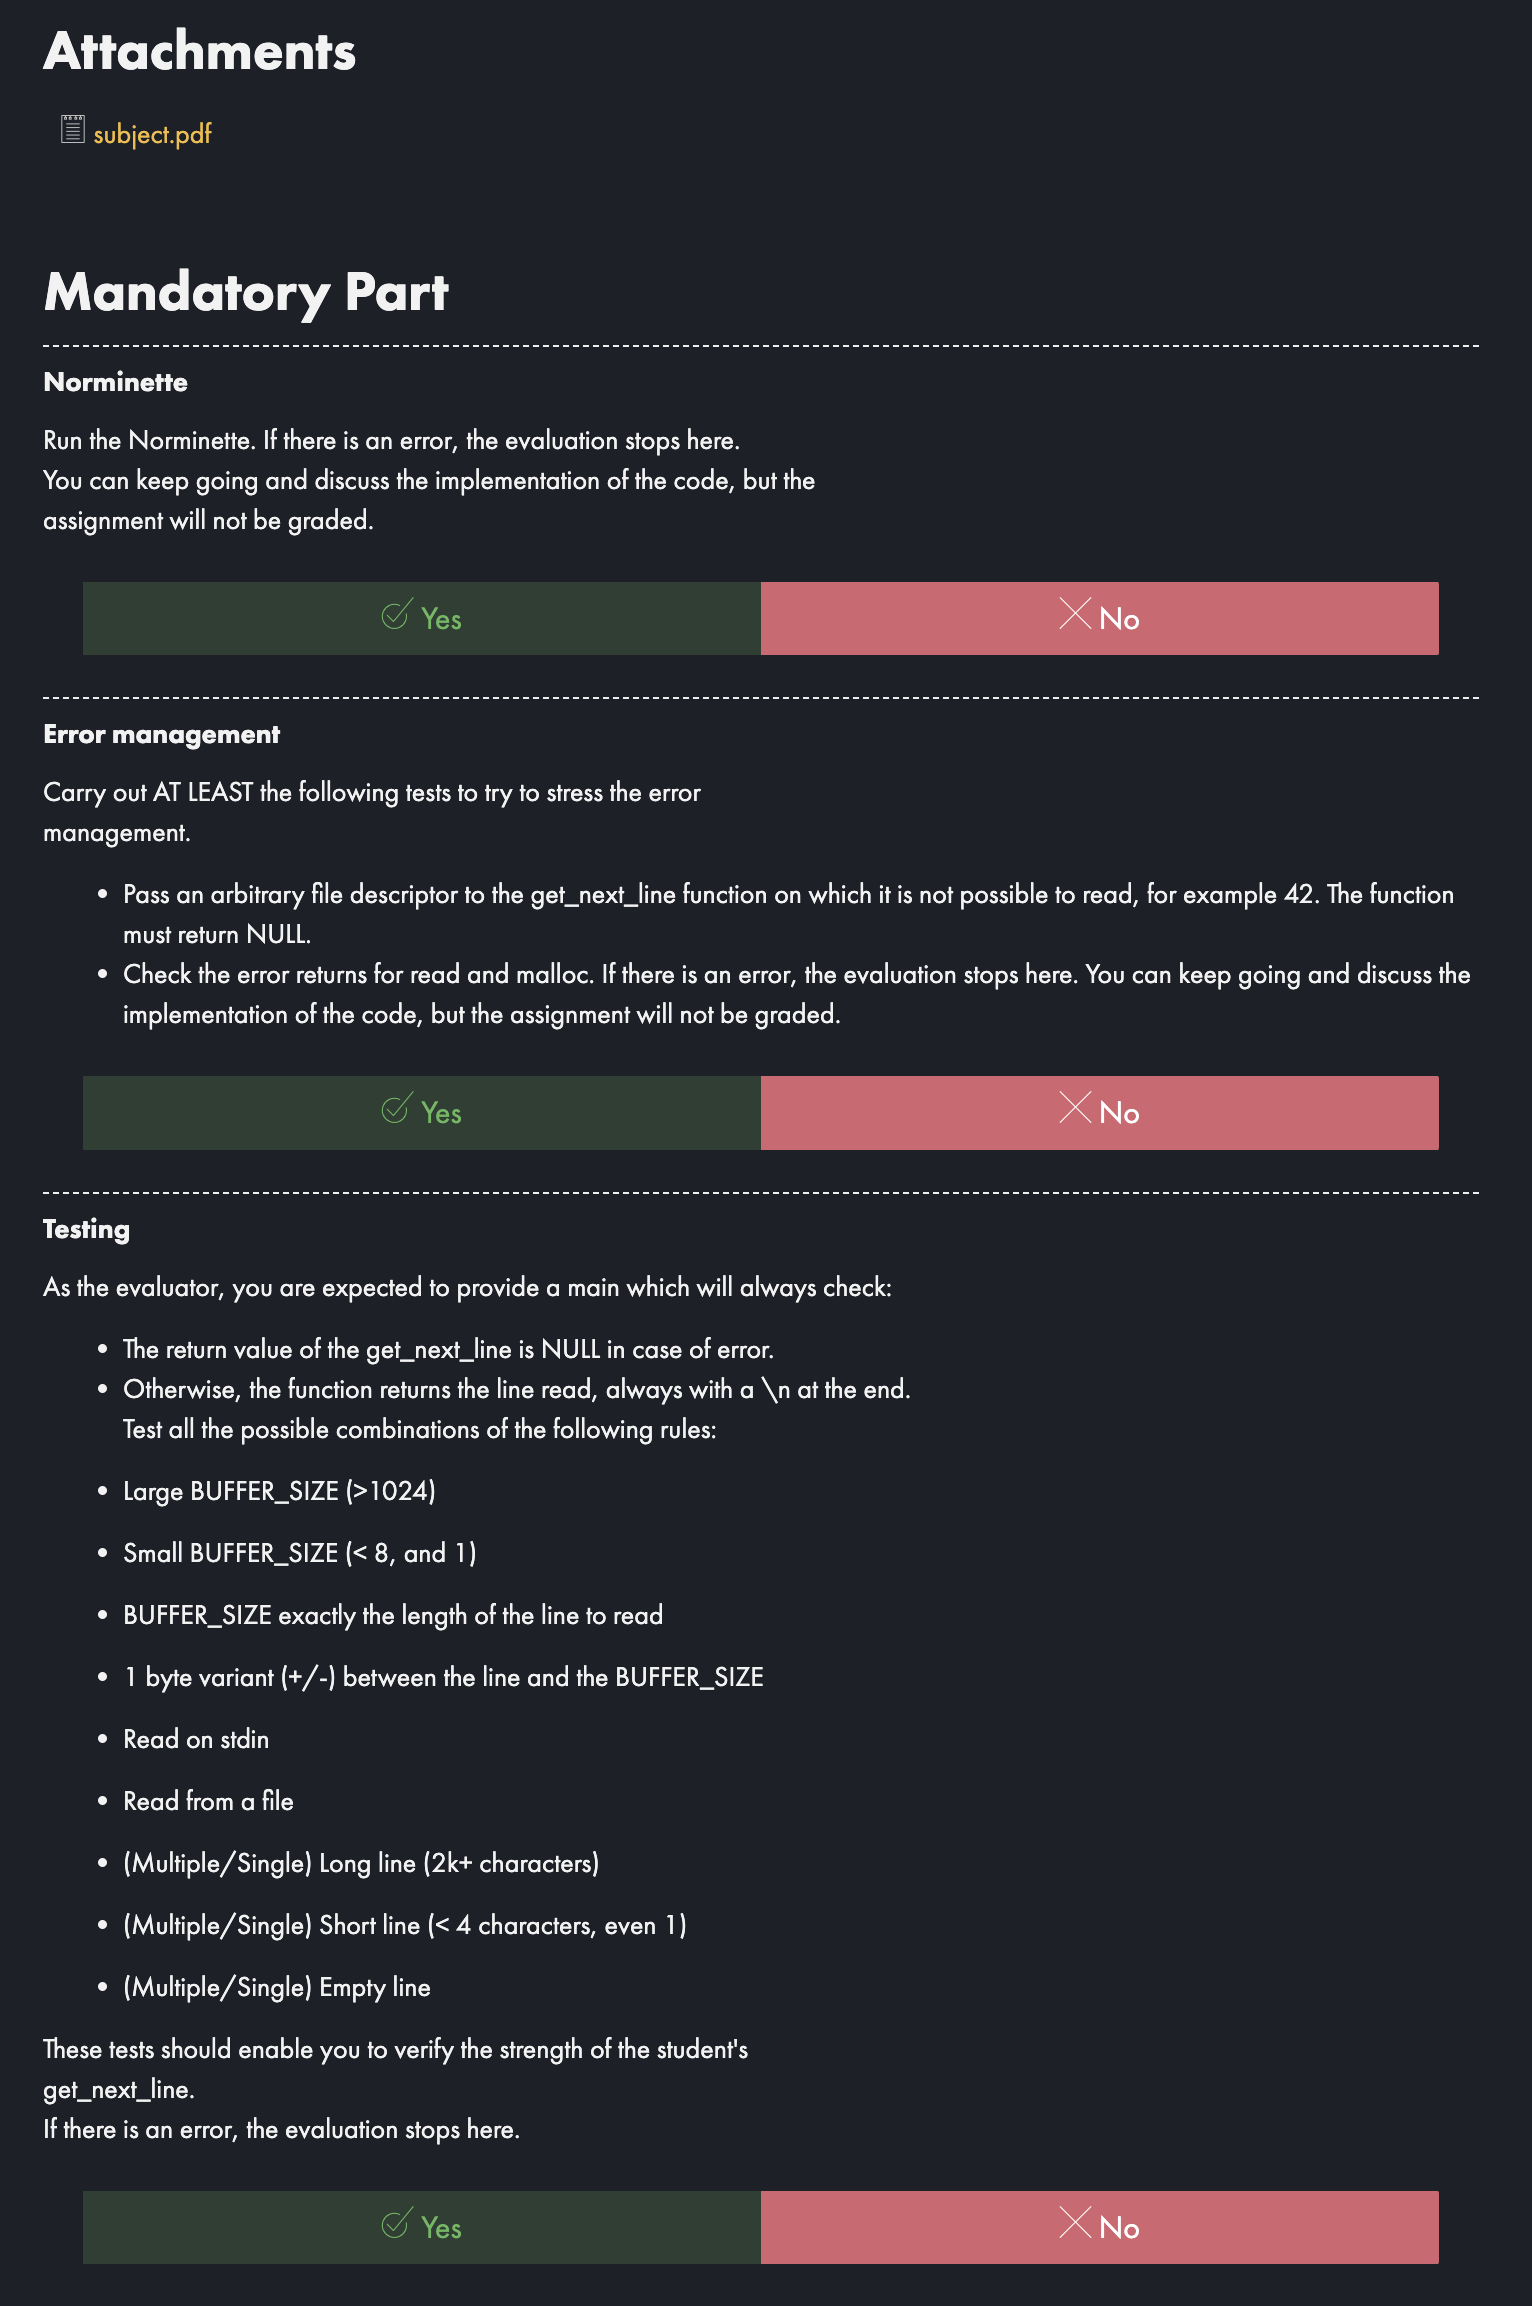 Attachments
subject.pdf
Mandatory Part
Norminette
Run the Norminette. If there is an error, the evaluation stops here.
You can keep going and discuss the implementation of the code, but the
assignment will not be graded.
Yes
No
Error management
Carry out AT LEAST the following tests to try to stress the error
management.
• Pass an arbitrary file descriptor to the get_next_line function on which it is not possible to read, for example 42. The function
must return NULL.
• Check the error returns for read and malloc. If there is an error, the evaluation stops here. You can keep going and discuss the
implementation of the code, but the assignment will not be graded.
Yes
No
Testing
As the evaluator, you are expected to provide a main which will always check:
• The return value of the get_next_line is NULL in case of error.
• Otherwise, the function returns the line read, always with a \n at the end.
Test all the possible combinations of the following rules:
• Large BUFFER_SIZE (>1024)
• Small BUFFER_SIZE (< 8, and 1)
• BUFFER_SIZE exactly the length of the line to read
• 1 byte variant (+/-) between the line and the BUFFER_SIZE
• Read on stdin
• Read from a file
• (Multiple/Single) Long line (2k+ characters)
• (Multiple/Single) Short line (< 4 characters, even 1)
• (Multiple/Single) Empty line
These tests should enable you to verify the strength of the student's
get_next_line.
If there is an error, the evaluation stops here.
Yes
No